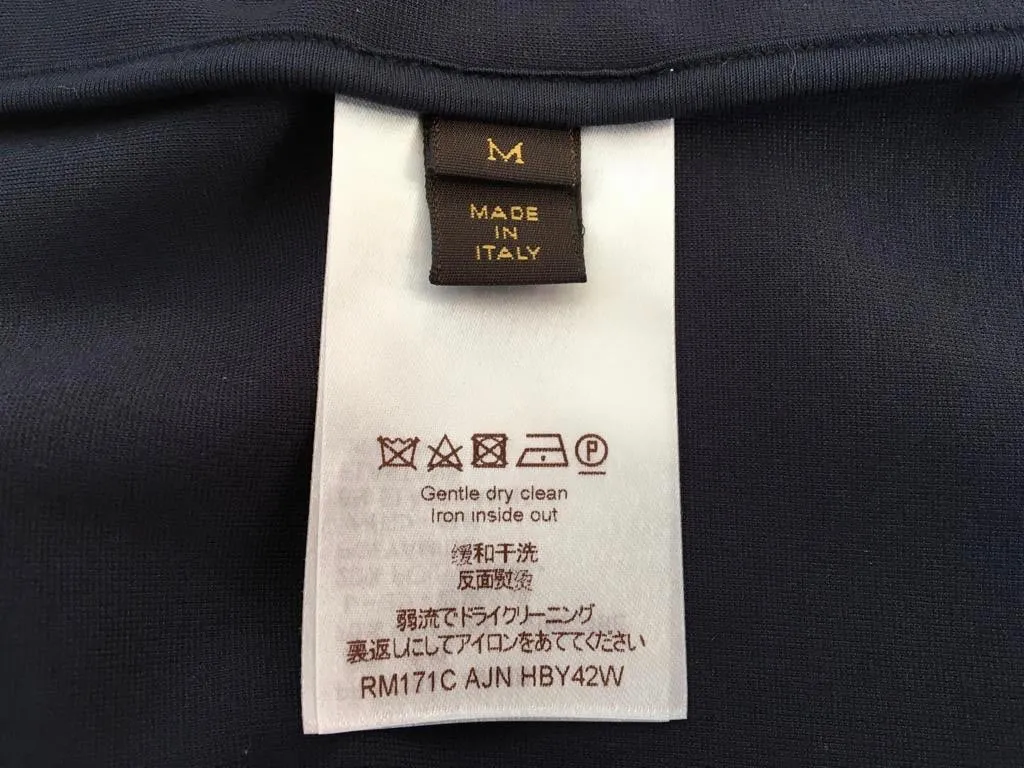 M
MADE
IN
ITALY
P
Gentle dry clean
Iron inside out
缓和干洗
反面熨烫
弱流でドライクリーニング
裏返しにしてアイロンをあててください
RM171C AJN HBY42W